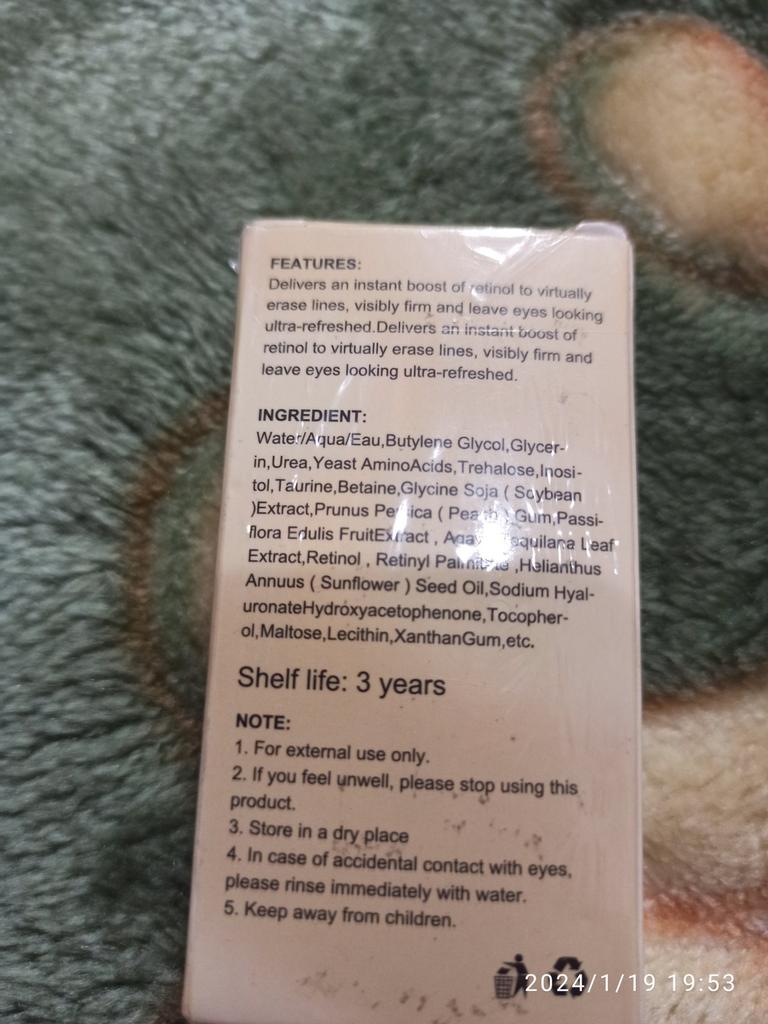 FEATURES:
Delivers an instant boost of retinol to virtually
erase lines, visibly firm and leave eyes looking
ultra-refreshed.Delivers an instant boost of
retinol to virtually erase lines, visibly firm and
leave eyes looking ultra-refreshed.
INGREDIENT:
Water/Aqua/Eau,Butylene Glycol,Glycer-
in,Urea,Yeast AminoAcids,Trehalose,Inosi-
tol,Taurine,Betaine,Glycine Soja ( Soybean
)Extract,Prunus Persica ( Peach ) Gum,Passi-
flora Edulis FruitExtract , Leaf
Extract,Retinol , Retinyl Palmitate ,Helianthus
Annuus ( Sunflower ) Seed Oil,Sodium Hyal-
uronateHydroxyacetophenone,Tocopher-
ol,Maltose,Lecithin,XanthanGum,etc.
Shelf life: 3 years
NOTE:
1. For external use only.
2. If you feel unwell, please stop using this
product.
3. Store in a dry place
4. In case of accidental contact with eyes,
please rinse immediately with water.
5. Keep away from children.
2024/1/19 19:53